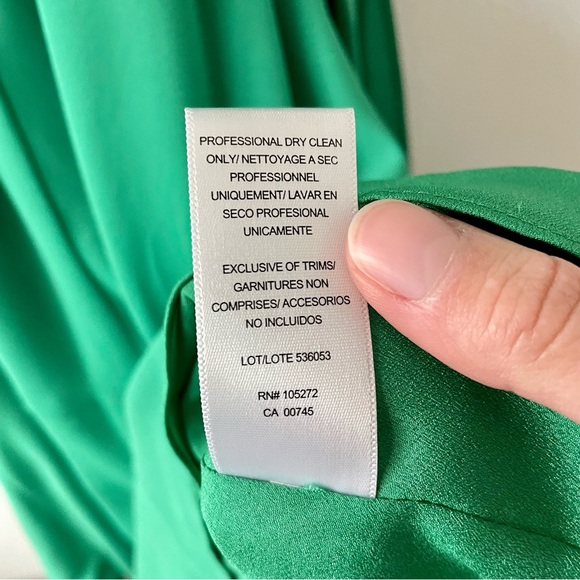 PROFESSIONAL DRY CLEAN
ONLY/ NETTOYAGE A SEC
PROFESSIONNEL
UNIQUEMENT/ LAVAR EN
SECO PROFESIONAL
UNICAMENTE
EXCLUSIVE OF TRIMS/
GARNITURES NON
COMPRISES/ ACCESORIOS
NO INCLUIDOS
LOT/LOTE 536053
RN# 105272
CA 00745